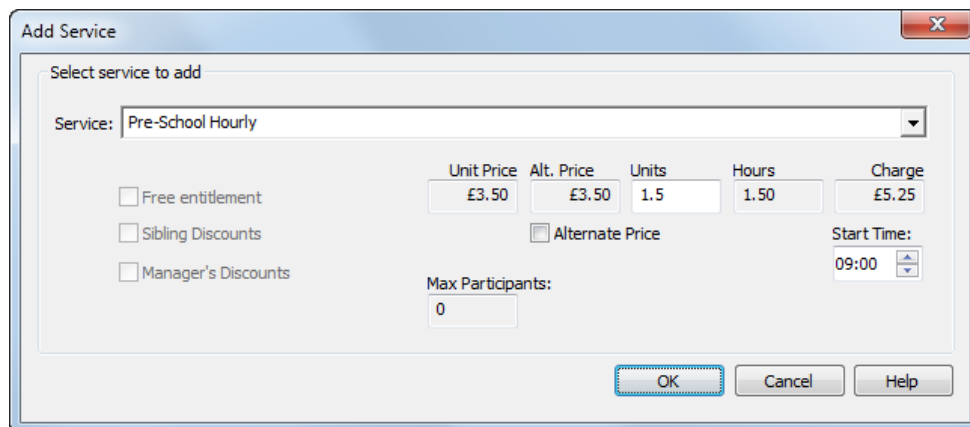 Add Service
Select service to add
Service: Pre-School Hourly
Unit Price Alt. Price Units Hours Charge
Free entitlement £3.50 £3.50 1.5 1.50 £5.25
Sibling Discounts Alternate Price Start Time:
Manager's Discounts 09:00
Max Participants:
0
OK Cancel Help